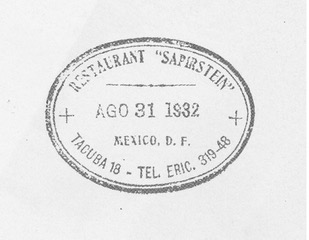 RESTAURANT "SAPIRSTEIN"
AGO 31 1932
MEXICO, D. F.
TACUBA 18 - TEL. ERIC. 319-48